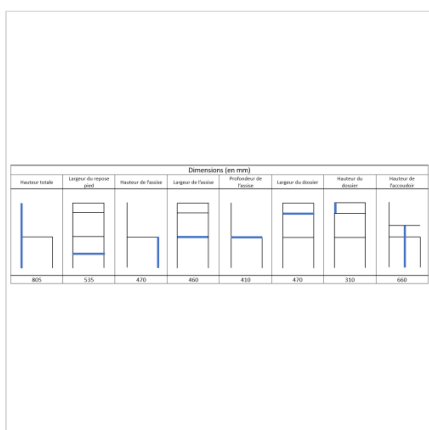 Dimensions (en mm)
Hauteur totale
Largeur du repose
pied
Hauteur de l'assise
Largeur de l'assise
Profondeur de
l'assise
Largeur du dossier
Hauteur du
dossier
Hauteur de
l'accoudoir
805
535
470
460
410
470
310
660